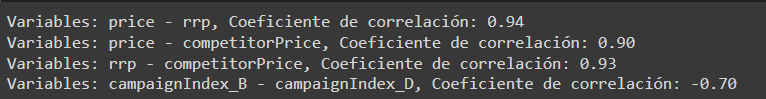 Variables: price - rrp, Coeficiente de correlación: 0.94
Variables: price - competitorPrice, Coeficiente de correlación: 0.90
Variables: rrp - competitorPrice, Coeficiente de correlación: 0.93
Variables: campaignIndex_B - campaignIndex_D, Coeficiente de correlación: -0.70